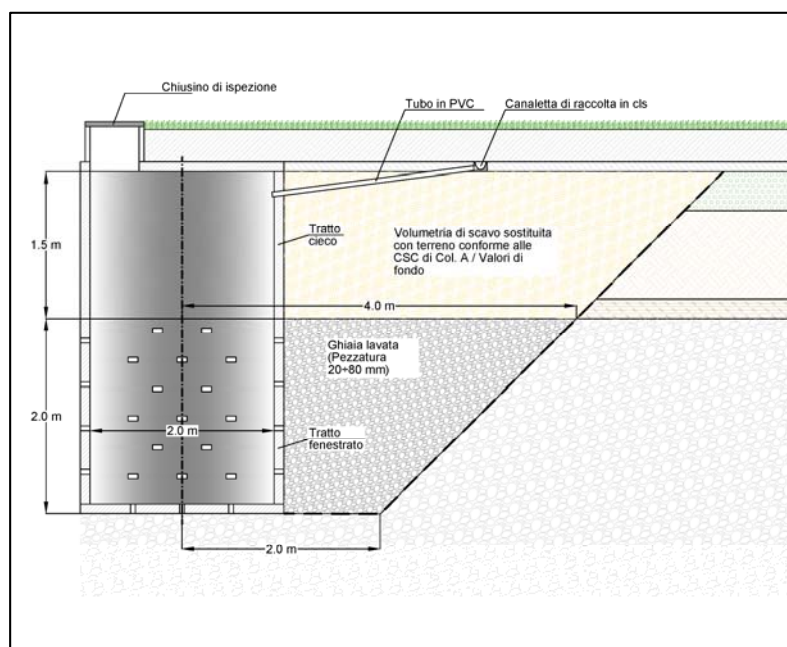 Chiusino di ispezione
Tubo in PVC
Canaletta di raccolta in cls
1.5 m
Tratto
cieco
Volumetria di scavo sostituita
con terreno conforme alle
CSC di Col. A / Valori di
fondo
4.0 m
Ghiaia lavata
(Pezzatura
20÷80 mm)
2.0 m
2.0 m
Tratto
fenestrato
2.0 m